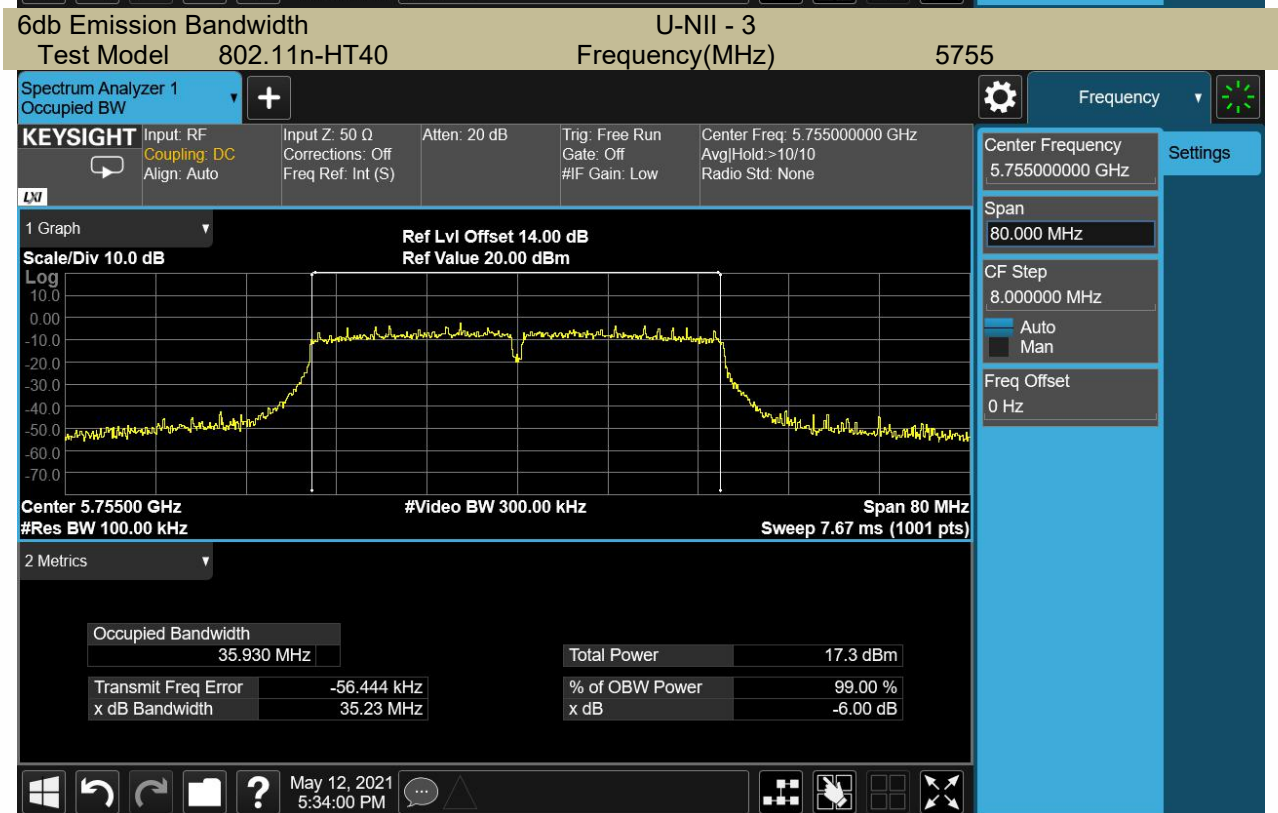 6db Emission Bandwidth U-NII - 3
Test Model 802.11n-HT40 Frequency(MHz) 5755
Spectrum Analyzer 1
Occupied BW
Frequency
KEYSIGHT Input: RF Input Z: 50 Ω Atten: 20 dB Trig: Free Run Center Freq: 5.755000000 GHz
Coupling: DC Corrections: Off Gate: Off Avg|Hold:>10/10
Align: Auto Freq Ref: Int (S) #IF Gain: Low Radio Std: None
LXI
Center Frequency
5.755000000 GHz
Settings
Span
80.000 MHz
CF Step
8.000000 MHz
Auto
Man
Freq Offset
0 Hz
1 Graph
Ref Lvl Offset 14.00 dB
Scale/Div 10.0 dB Ref Value 20.00 dBm
Log
10.0
0.00
-10.0
-20.0
-30.0
-40.0
-50.0
-60.0
-70.0
Center 5.75500 GHz #Video BW 300.00 kHz Span 80 MHz
#Res BW 100.00 kHz Sweep 7.67 ms (1001 pts)
2 Metrics
Occupied Bandwidth
35.930 MHz Total Power 17.3 dBm
Transmit Freq Error -56.444 kHz % of OBW Power 99.00 %
x dB Bandwidth 35.23 MHz x dB -6.00 dB
? May 12, 2021
5:34:00 PM